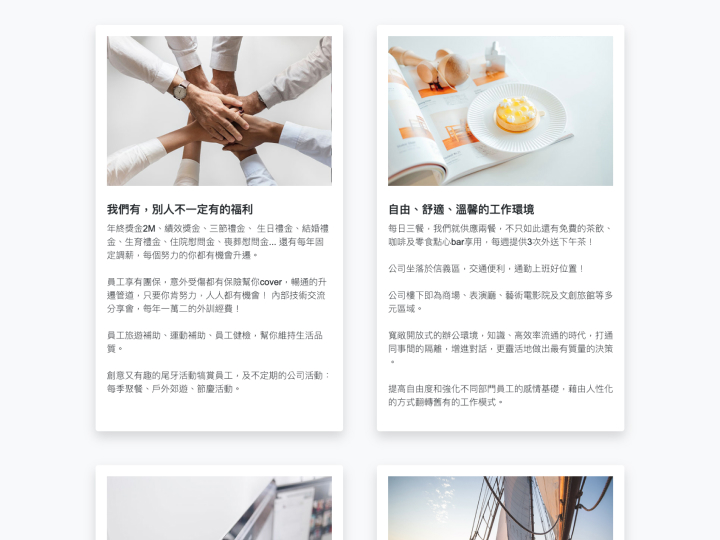 我們有，別人不一定有的福利
年終獎金2M、績效獎金、三節禮金、 生日禮金、結婚禮
金、生育禮金、住院慰問金、喪葬慰問金... 還有每年固
定調薪，每個努力的你都有機會升遷。
員工享有團保，意外受傷都有保險幫你cover，暢通的升
遷管道，只要你肯努力，人人都有機會！ 內部技術交流
分享會，每年一萬二的外訓經費！
員工旅遊補助、運動補助、員工健檢，幫你維持生活品
質。
創意又有趣的尾牙活動犒賞員工，及不定期的公司活動：
每季聚餐、戶外郊遊、節慶活動。
自由、舒適、溫馨的工作環境
每日三餐，我們就供應兩餐，不只如此還有免費的茶飲、
咖啡及零食點心bar享用，每週提供3次外送下午茶！
公司坐落於信義區，交通便利，通勤上班好位置！
公司樓下即為商場、表演廳、藝術電影院及文創旅館等多
元區域。
寬敞開放式的辦公環境，知識、高效率流通的時代，打通
同事間的隔離，增進對話，更靈活地做出最有質量的決策
。
提高自由度和強化不同部門員工的感情基礎，藉由人性化
的方式翻轉舊有的工作模式。